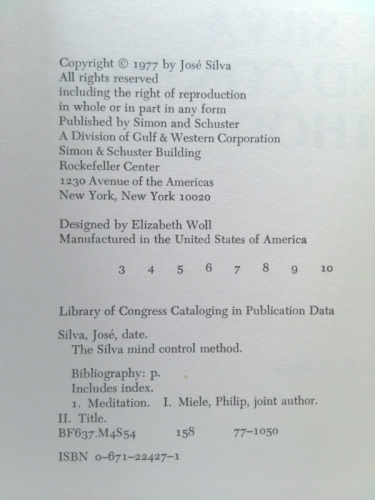 Copyright © 1977 by José Silva
All rights reserved
including the right of reproduction
in whole or in part in any form
Published by Simon and Schuster
A Division of Gulf & Western Corporation
Simon & Schuster Building
Rockefeller Center
1230 Avenue of the Americas
New York, New York 10020
Designed by Elizabeth Woll
Manufactured in the United States of America
3 4 5 6 7 8 9 10
Library of Congress Cataloging in Publication Data
Silva, José, date.
The Silva mind control method.
Bibliography: p.
Includes index.
1. Meditation. I. Miele, Philip, joint author.
II. Title.
BF637.M4S54 158 77-1050
ISBN 0-671-22427-1